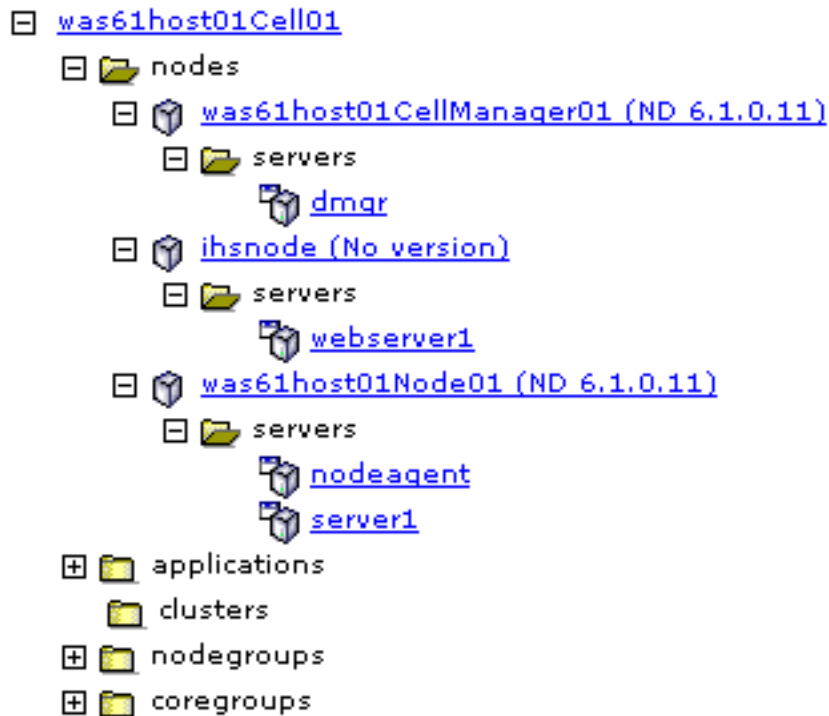 was61host01Cell01
nodes
was61host01CellManager01 (ND 6.1.0.11)
servers
dmgr
ihsnode (No version)
servers
webserver1
was61host01Node01 (ND 6.1.0.11)
servers
nodeagent
server1
applications
clusters
nodegroups
coregroups